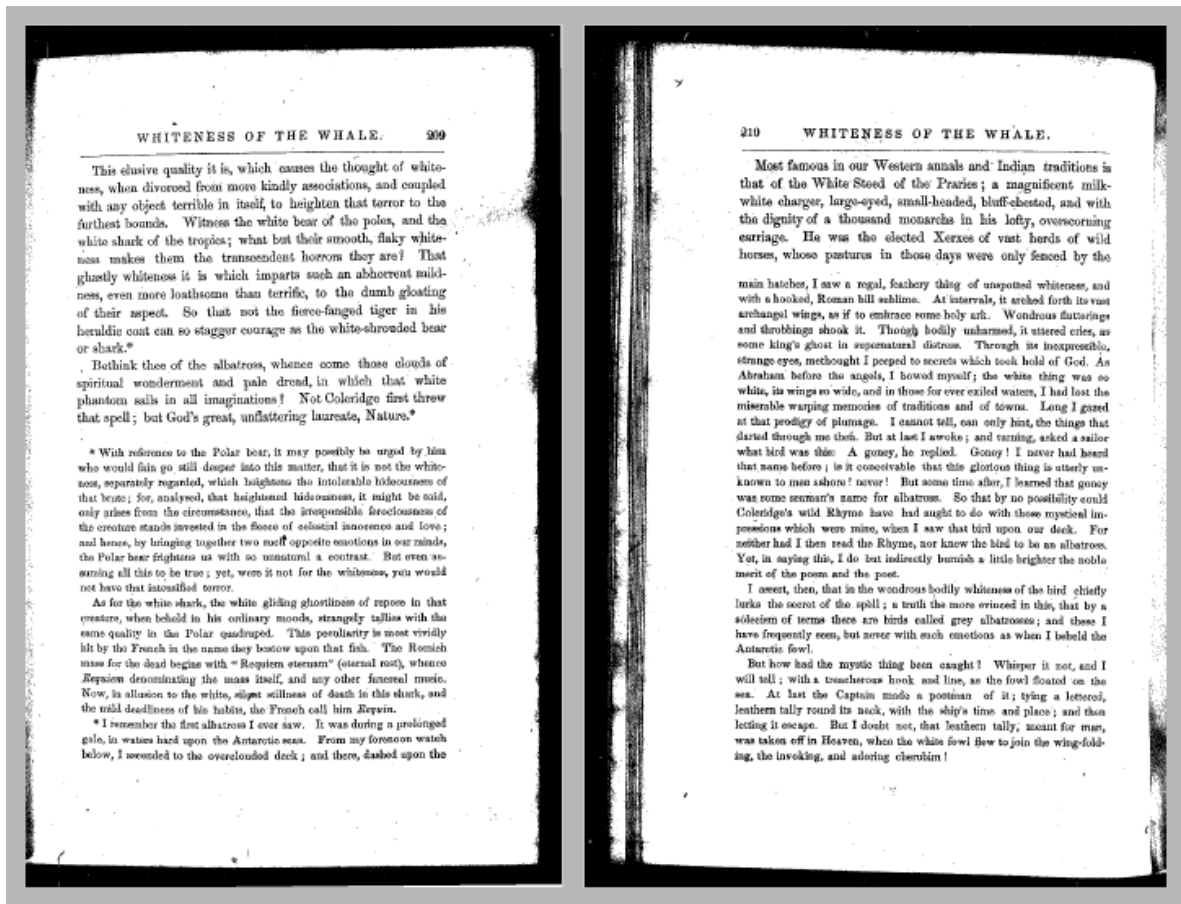 WHITENESS OF THE WHALE. 209
This elusive quality it is, which causes the thought of white-
ness, when divorced from more kindly associations, and coupled
with any object terrible in itself, to heighten that terror to the
furthest bounds. Witness the white bear of the poles, and the
white shark of the tropics; what but their smooth, flaky white-
ness makes them the transcendent horrors they are? That
ghastly whiteness it is which imparts such an abhorrent mild-
ness, even more loathsome than terrific, to the dumb gloating
of their aspect. So that not the fierce-fanged tiger in his
heraldic coat can so stagger courage as the white-shrouded bear
or shark.*
Bethink thee of the albatross, whence come those clouds of
spiritual wonderment and pale dread, in which that white
phantom sails in all imaginations? Not Coleridge first threw
that spell; but God's great, unflattering laureate, Nature.*
* With reference to the Polar bear, it may possibly be urged by him
who would fain go still deeper into this matter, that it is not the white-
ness, separately regarded, which heightens the intolerable hideousness of
that brute; for, analysed, that heightened hideousness, it might be said,
only arises from the circumstance, that the irresponsible ferociousness of
the creature stands invested in the fleece of celestial innocence and love;
and hence, by bringing together two such opposite emotions in our minds,
the Polar bear frightens us with so unnatural a contrast. But even as-
suming all this to be true; yet, were it not for the whiteness, you would
not have that intensified terror.
As for the white shark, the white gliding ghostliness of repose in that
creature, when beheld in his ordinary moods, strangely tallies with the
same quality in the Polar quadruped. This peculiarity is most vividly
hit by the French in the name they bestow upon that fish. The Romish
mass for the dead begins with "Requiem eternam" (eternal rest), whence
Requiem denominating the mass itself, and any other funereal music.
Now, in allusion to the white, silent stillness of death in this shark, and
the mild deadliness of his habits, the French call him Requin.
* I remember the first albatross I ever saw. It was during a prolonged
gale, in waters hard upon the Antarctic seas. From my forenoon watch
below, I ascended to the overclouded deck; and there, dashed upon the
210 WHITENESS OF THE WHALE.
Most famous in our Western annals and Indian traditions is
that of the White Steed of the Praries; a magnificent milk-
white charger, large-eyed, small-headed, bluff-chested, and with
the dignity of a thousand monarchs in his lofty, overscorning
carriage. He was the elected Xerxes of vast herds of wild
horses, whose pastures in those days were only fenced by the
main hatches, I saw a regal, feathery thing of unspotted whiteness, and
with a hooked, Roman bill sublime. At intervals, it arched forth its vast
archangel wings, as if to embrace some holy ark. Wondrous flutterings
and throbbings shook it. Though bodily unharmed, it uttered cries, as
some king's ghost in supernatural distress. Through its inexpressible,
strange eyes, methought I peeped to secrets which took hold of God. As
Abraham before the angels, I bowed myself; the white thing was so
white, its wings so wide, and in those for ever exiled waters, I had lost the
miserable warping memories of traditions and of towns. Long I gazed
at that prodigy of plumage. I cannot tell, can only hint, the things that
darted through me then. But at last I awoke; and turning, asked a sailor
what bird was this? A goney, he replied. Goney! I never had heard
that name before; is it conceivable that this glorious thing is utterly un-
known to men ashore! never! But some time after, I learned that goney
was some seaman's name for albatross. So that by no possibility could
Coleridge's wild Rhyme have had aught to do with those mystical im-
pressions which were mine, when I saw that bird upon our deck. For
neither had I then read the Rhyme, nor knew the bird to be an albatross.
Yet, in saying this, I do but indirectly burnish a little brighter the noble
merit of the poem and the poet.
I assert, then, that in the wondrous bodily whiteness of the bird chiefly
lurks the secret of the spell; a truth the more evinced in this, that by a
solecism of terms there are birds called grey albatrosses; and these I
have frequently seen, but never with such emotions as when I beheld the
Antarctic fowl.
But how had the mystic thing been caught? Whisper it not, and I
will tell; with a treacherous hook and line, as the fowl floated on the
sea. At last the Captain made a postman of it; tying a lettered,
leathern tally round its neck, with the ship's time and place; and then
letting it escape. But I doubt not, that leathern tally, meant for man,
was taken off in Heaven, when the white fowl flew to join the wing-fold-
ing, the invoking, and adoring cherubim!